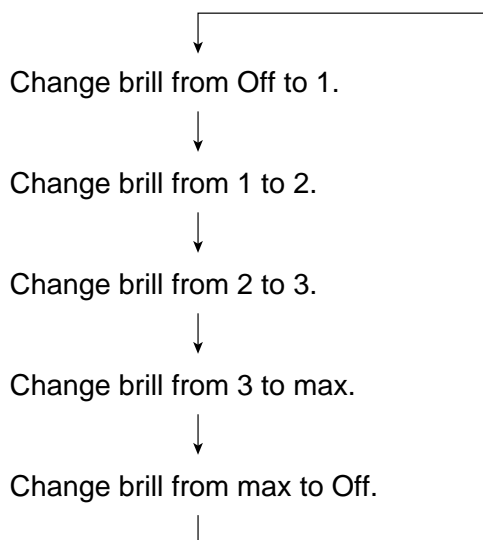 Change brill from Off to 1.
Change brill from 1 to 2.
Change brill from 2 to 3.
Change brill from 3 to max.
Change brill from max to Off.